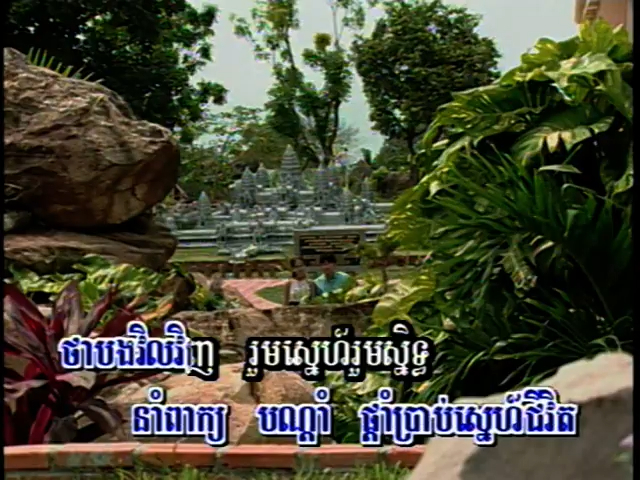 ថាបងវិលវិញ រួមស្នេហ៍រួមស្និទ្ធ
នាំពាក្យ បណ្ដាំ ផ្ដាំប្រាប់ស្នេហ៍ជីវិត